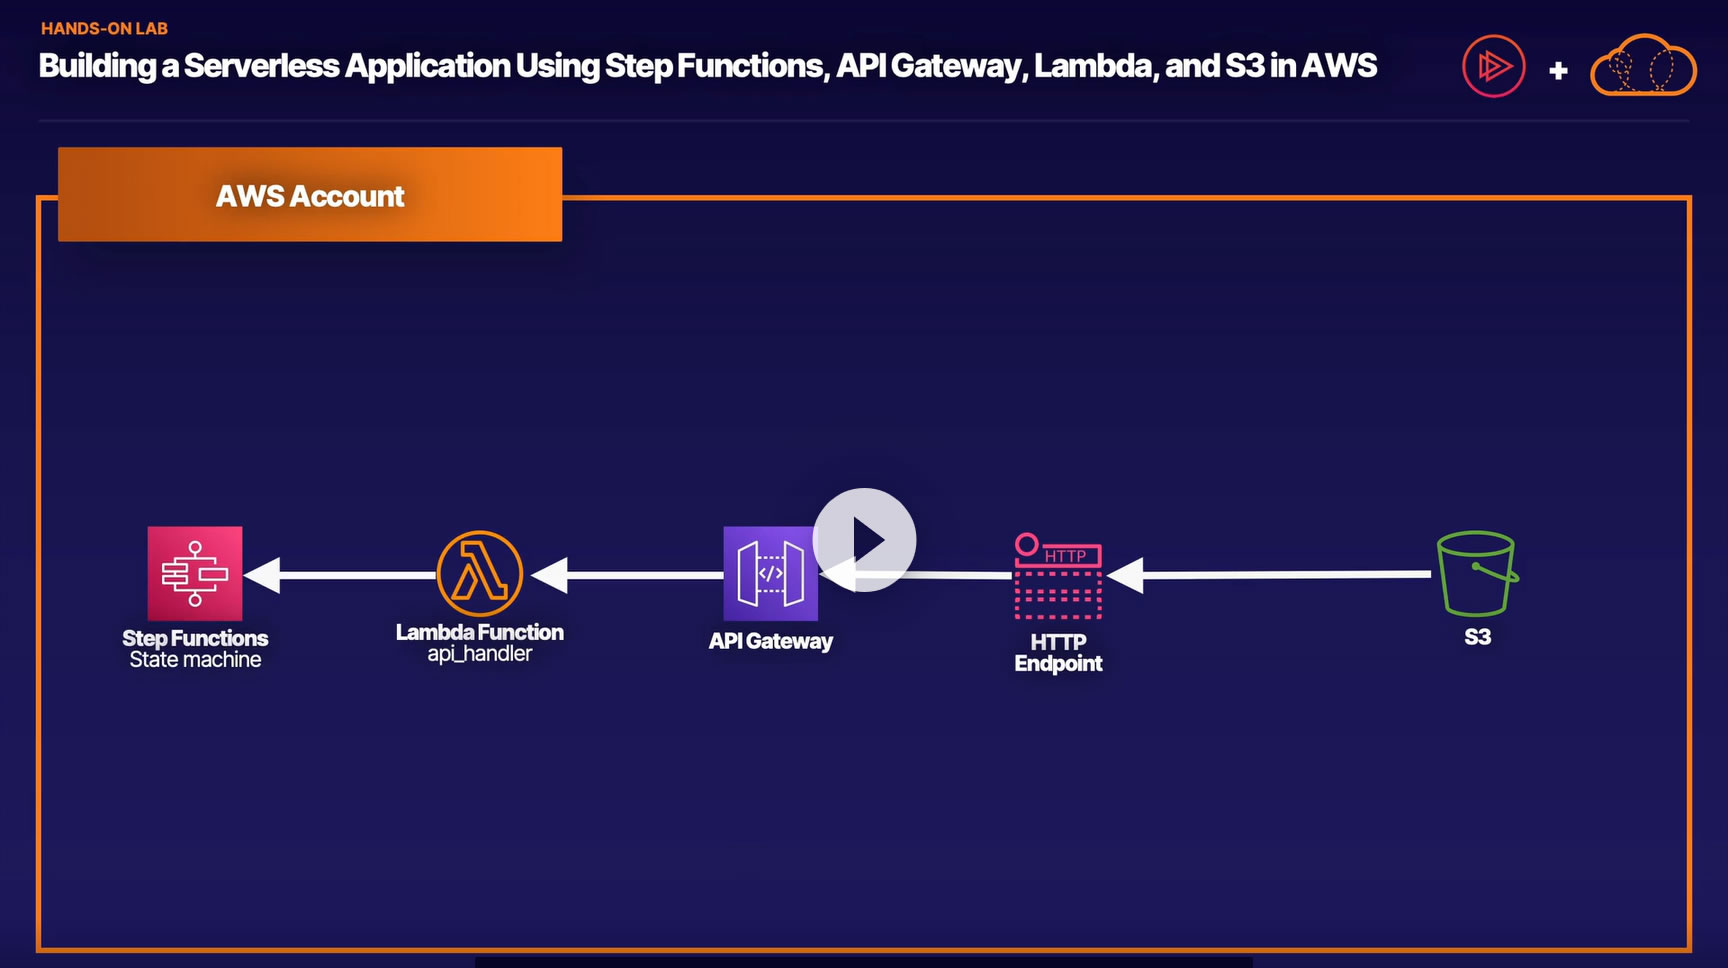 HANDS-ON LAB
Building a Serverless Application Using Step Functions, API Gateway, Lambda, and S3 in AWS
AWS Account
HTTP
Step Functions
State machine
Lambda Function
api_handler
API Gateway
HTTP
Endpoint
S3